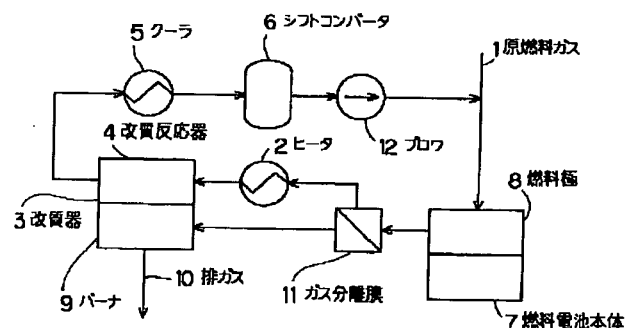 6 シフトコンバータ
5 クーラ
1 原燃料ガス
4 改質反応器
2 ヒータ
12 ブロワ
8 燃料極
3 改質器
10 排ガス
9 バーナ
11 ガス分離膜
7 燃料電池本体